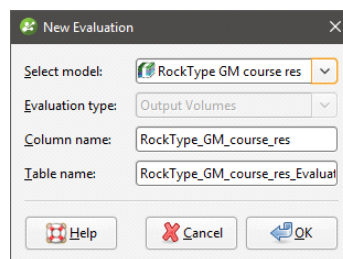 New Evaluation
Select model: RockType GM course res
Evaluation type: Output Volumes
Column name: RockType_GM_course_res
Table name: RockType_GM_course_res_Evaluat
Help Cancel OK